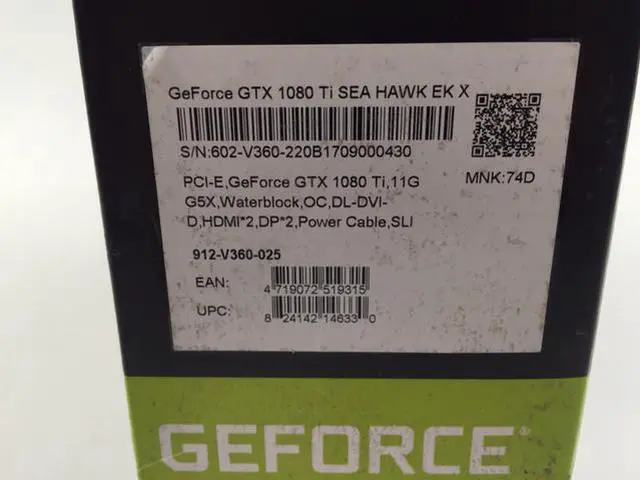 GeForce GTX 1080 Ti SEA HAWK EK X
S/N:602-V360-220B1709000430
MNK:74D
PCI-E,GeForce GTX 1080 Ti,11G
G5X,Waterblock,OC,DL-DVI-
D,HDMI*2,DP*2,Power Cable,SLI
912-V360-025
EAN:
4 719072 519315
UPC:
8 24142 14633 0
GEFORCE®